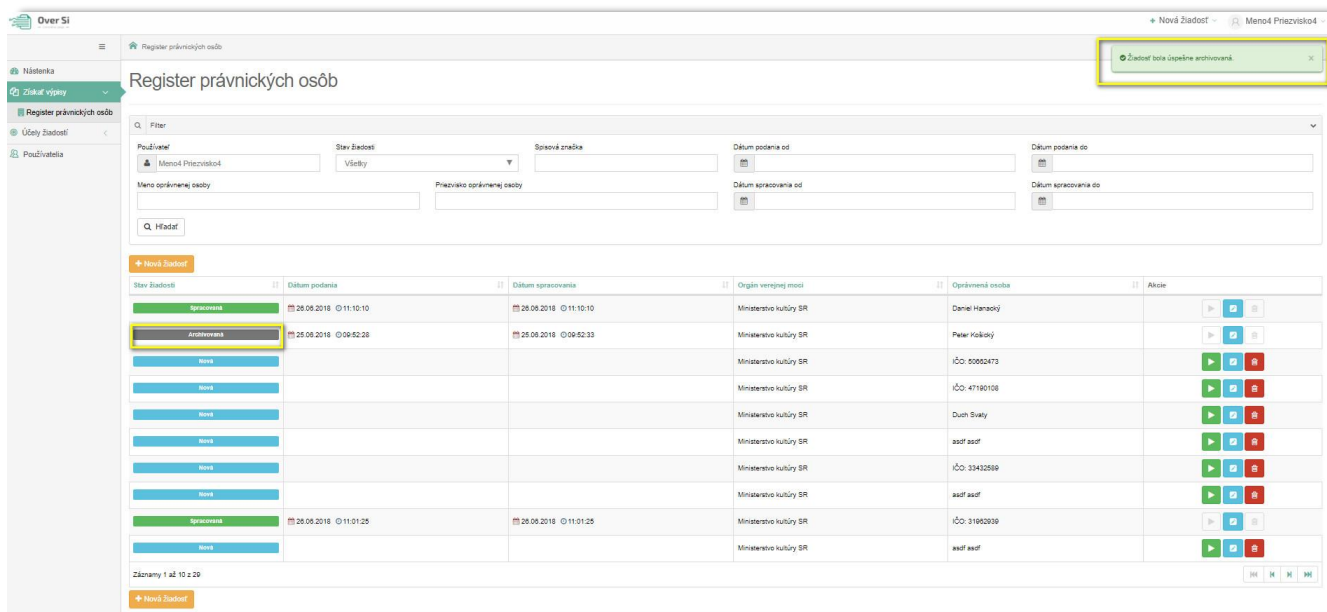 Over Si
+ Nová žiadosť
Meno4 Priezvisko4
Register právnických osôb
Žiadosť bola úspešne archivovaná.
Nástenka
Získať výpisy
Register právnických osôb
Účely žiadostí
Používatelia
Register právnických osôb
Filter
Používateľ Stav žiadosti Spisová značka Dátum podania od Dátum podania do
Meno4 Priezvisko4 Všetky
Meno oprávnenej osoby Priezvisko oprávnenej osoby Dátum spracovania od Dátum spracovania do
Hľadať
+ Nová žiadosť
Stav žiadosti Dátum podania Dátum spracovania Orgán verejnej moci Oprávnená osoba Akcie
Spracovaná 26.06.2018 11:10:10 26.06.2018 11:10:10 Ministerstvo kultúry SR Daniel Hanacký
Archivovaná 25.06.2018 09:52:28 25.06.2018 09:52:33 Ministerstvo kultúry SR Peter Košický
Nová Ministerstvo kultúry SR IČO: 50662473
Nová Ministerstvo kultúry SR IČO: 47190108
Nová Ministerstvo kultúry SR Duch Svaty
Nová Ministerstvo kultúry SR asdf asdf
Nová Ministerstvo kultúry SR IČO: 33432589
Nová Ministerstvo kultúry SR asdf asdf
Spracovaná 26.06.2018 11:01:25 26.06.2018 11:01:25 Ministerstvo kultúry SR IČO: 31962939
Nová Ministerstvo kultúry SR asdf asdf
Záznamy 1 až 10 z 29
+ Nová žiadosť